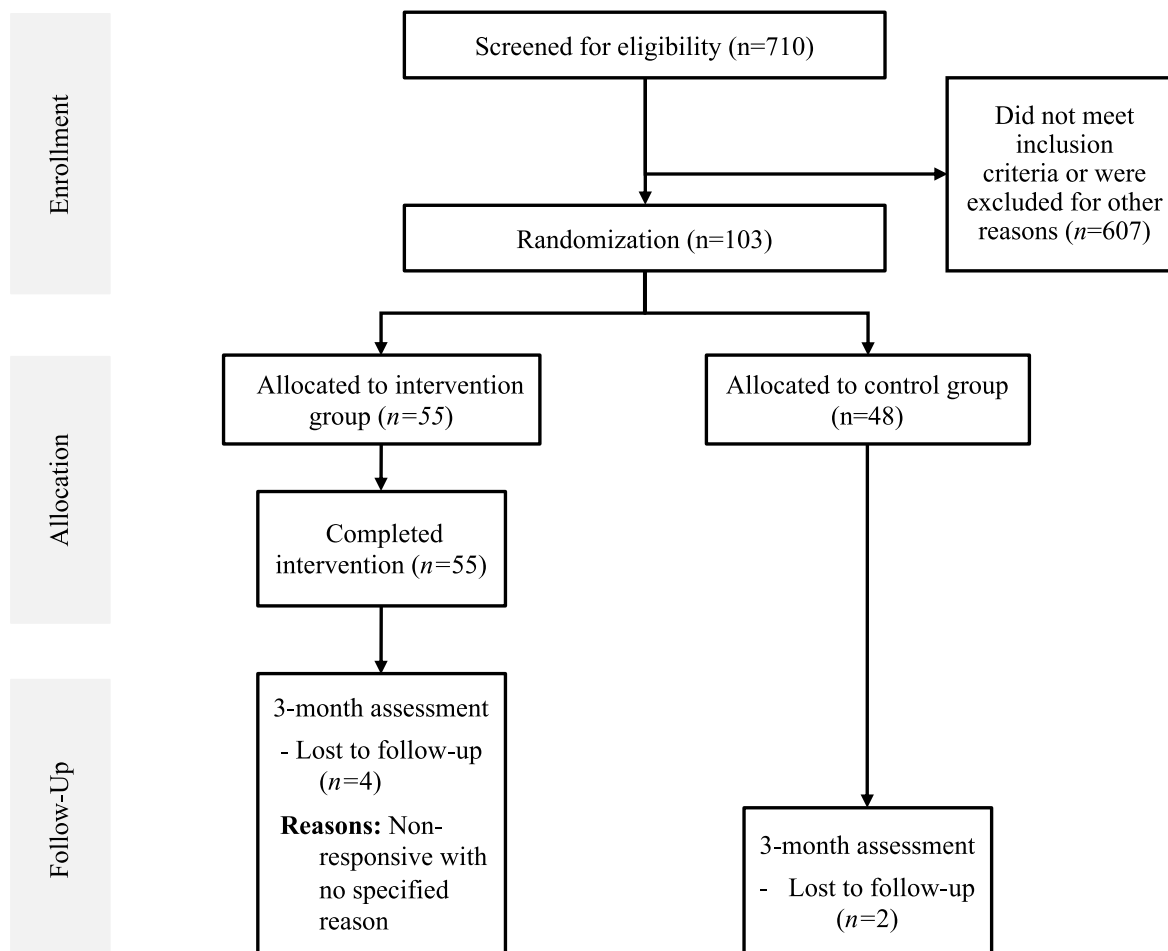 Enrollment
Screened for eligibility (n=710)
Did not meet
inclusion
criteria or were
excluded for other
reasons (n=607)
Randomization (n=103)
Allocation
Allocated to intervention
group (n=55)
Allocated to control group
(n=48)
Completed
intervention (n=55)
Follow-Up
3-month assessment
- Lost to follow-up
(n=4)
Reasons: Non-
responsive with
no specified
reason
3-month assessment
- Lost to follow-up
(n=2)